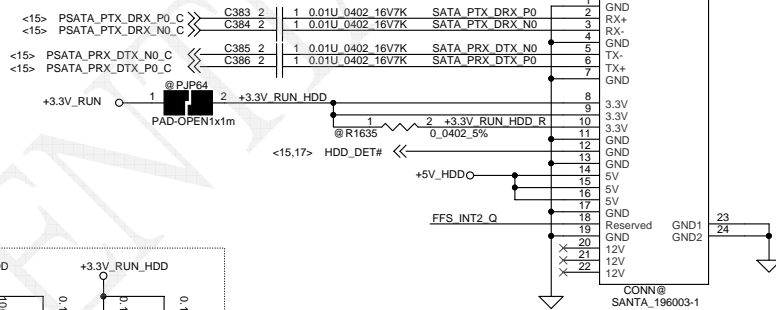 1 GND
<15> PSATA_PTX_DRX_P0_C C383 2 1 0.01U_0402_16V7K SATA_PTX_DRX_P0 2 RX+
<15> PSATA_PTX_DRX_N0_C C384 2 1 0.01U_0402_16V7K SATA_PTX_DRX_N0 3 RX-
4 GND
<15> PSATA_PRX_DTX_N0_C C385 2 1 0.01U_0402_16V7K SATA_PRX_DTX_N0 5 TX-
<15> PSATA_PRX_DTX_P0_C C386 2 1 0.01U_0402_16V7K SATA_PRX_DTX_P0 6 TX+
7 GND
@PJP64
+3.3V_RUN 1 2 +3.3V_RUN_HDD 8 3.3V
PAD-OPEN1x1m 9 3.3V
1 2 +3.3V_RUN_HDD_R 10 3.3V
@R1635 0_0402_5% 11 GND
<15,17> HDD_DET# 12 GND
13 GND
+5V_HDD 14 5V
15 5V
16 5V
17 GND
FFS_INT2_Q 18 Reserved GND1 23
19 GND GND2 24
20 12V
21 12V
22 12V
CONN@
SANTA_196003-1
+3.3V_RUN_HDD